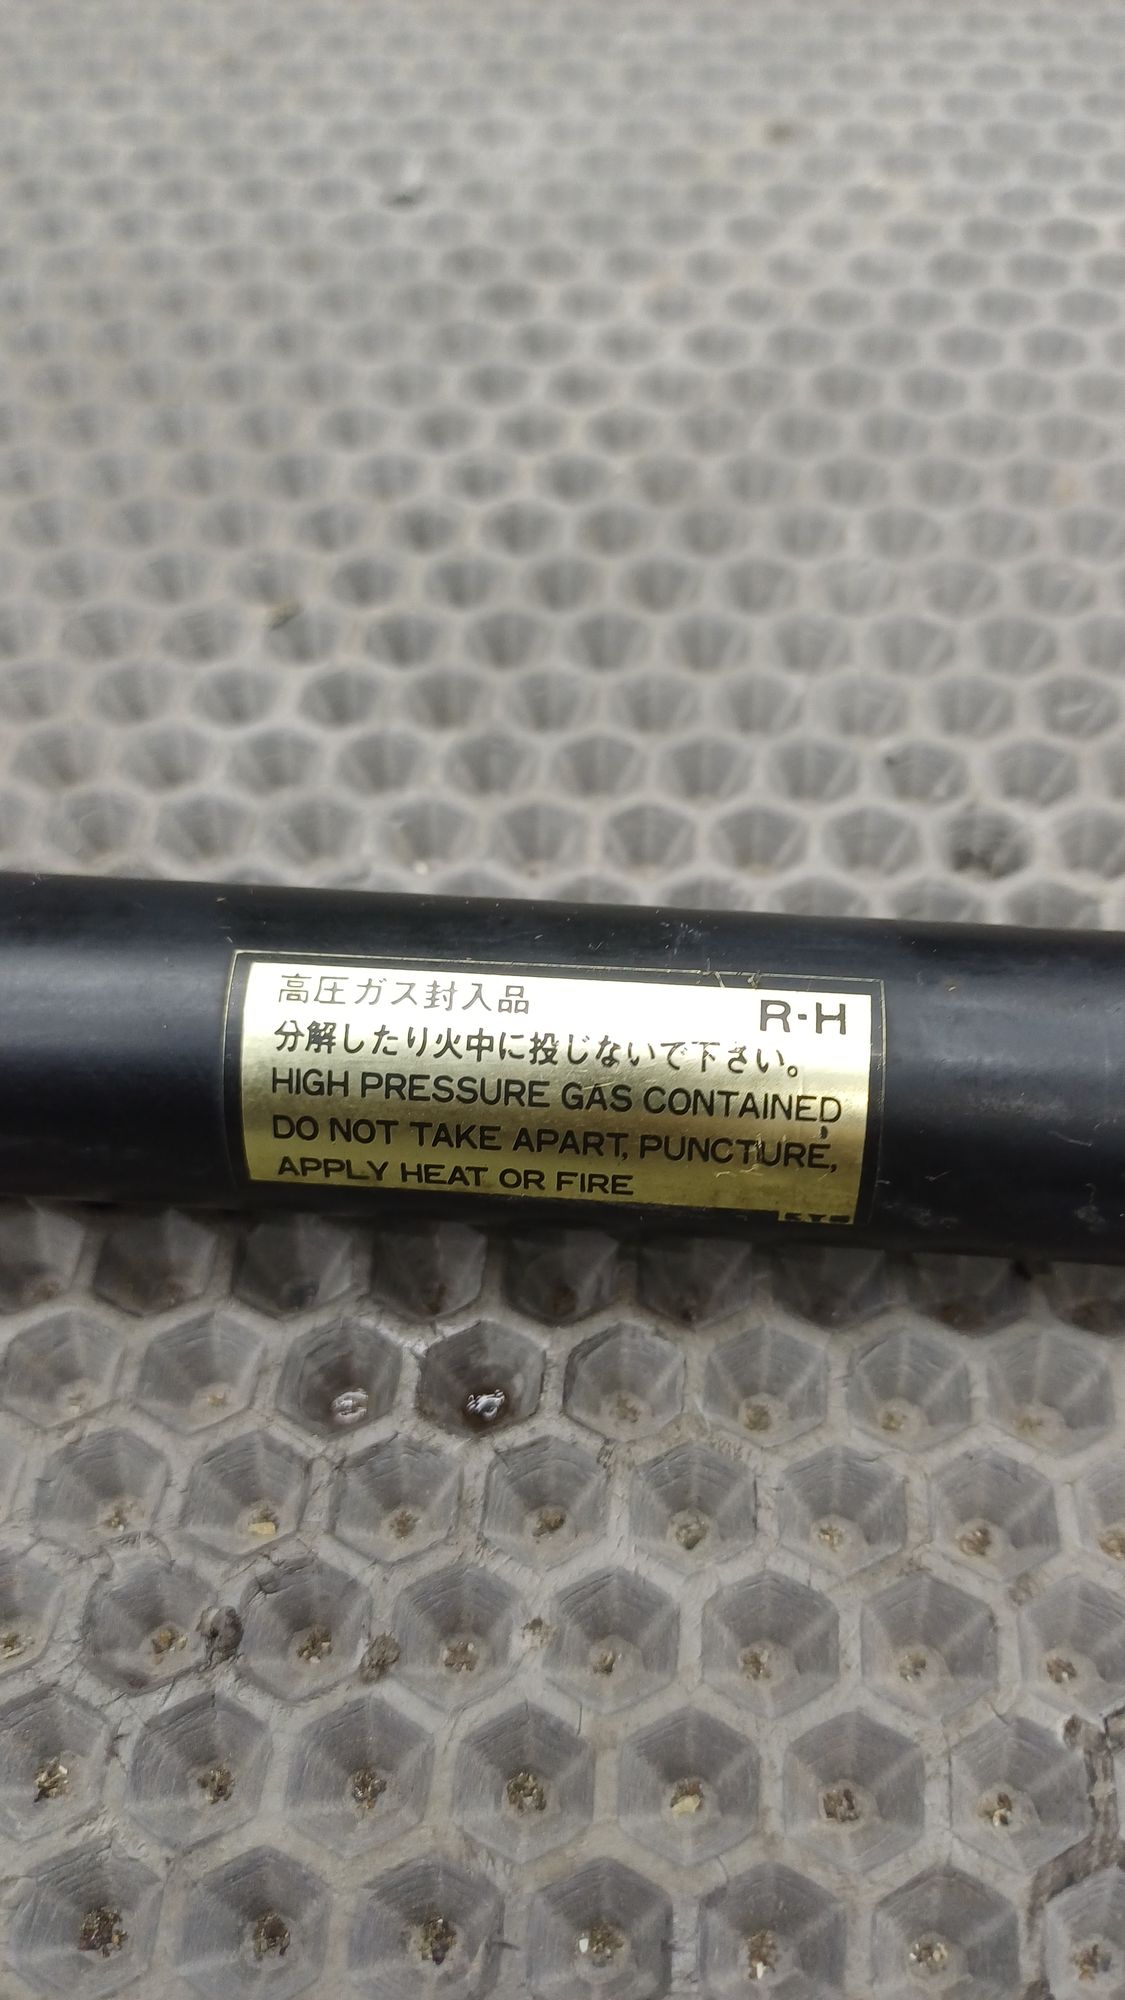 高圧ガス封入品 R-H
分解したり火中に投じないで下さい。
HIGH PRESSURE GAS CONTAINED
DO NOT TAKE APART, PUNCTURE,
APPLY HEAT OR FIRE